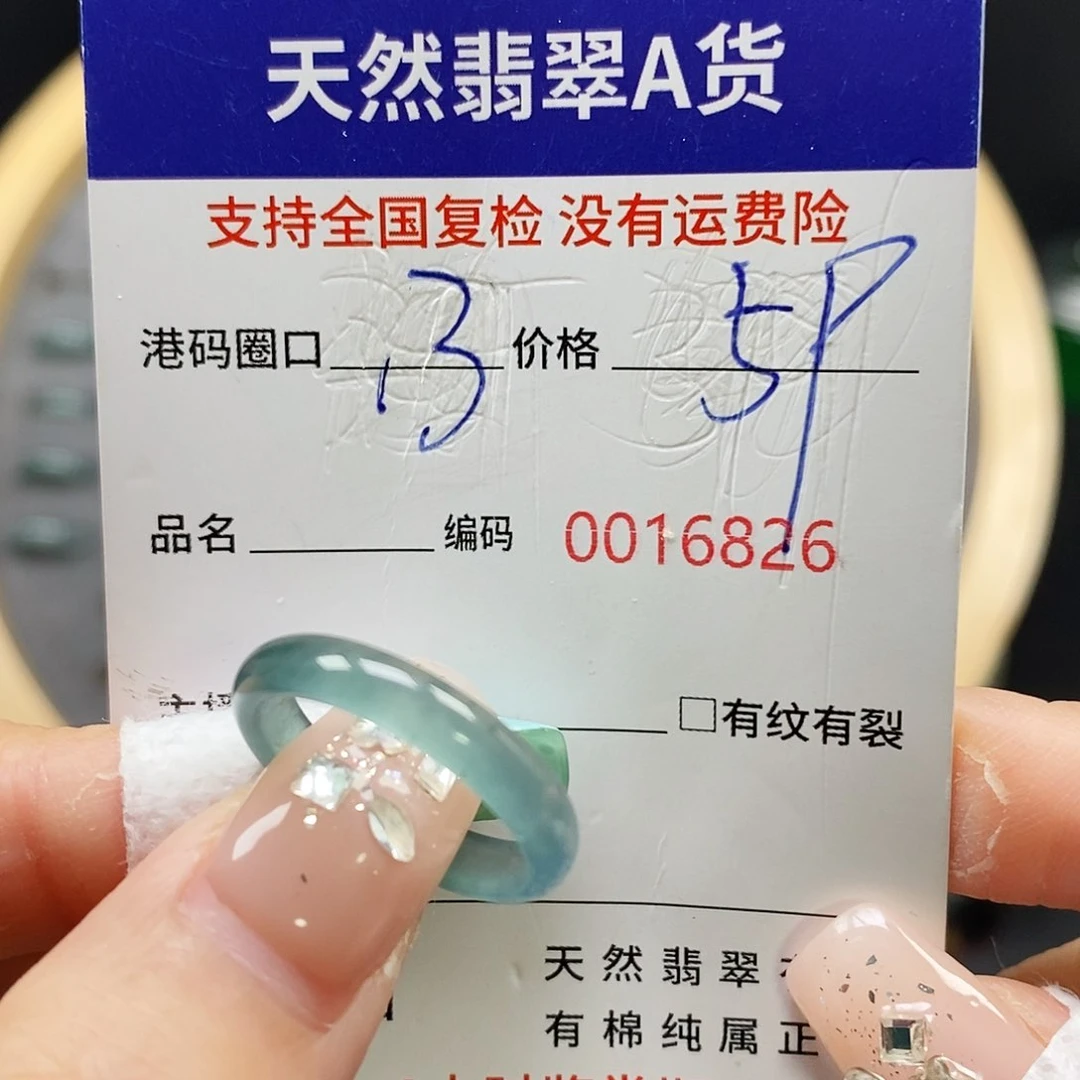 天然翡翠A货
支持全国复检 没有运费险
港码圈口 13 价格 5P
品名 编码 0016826
□有纹有裂
天然翡翠
有棉纯属正